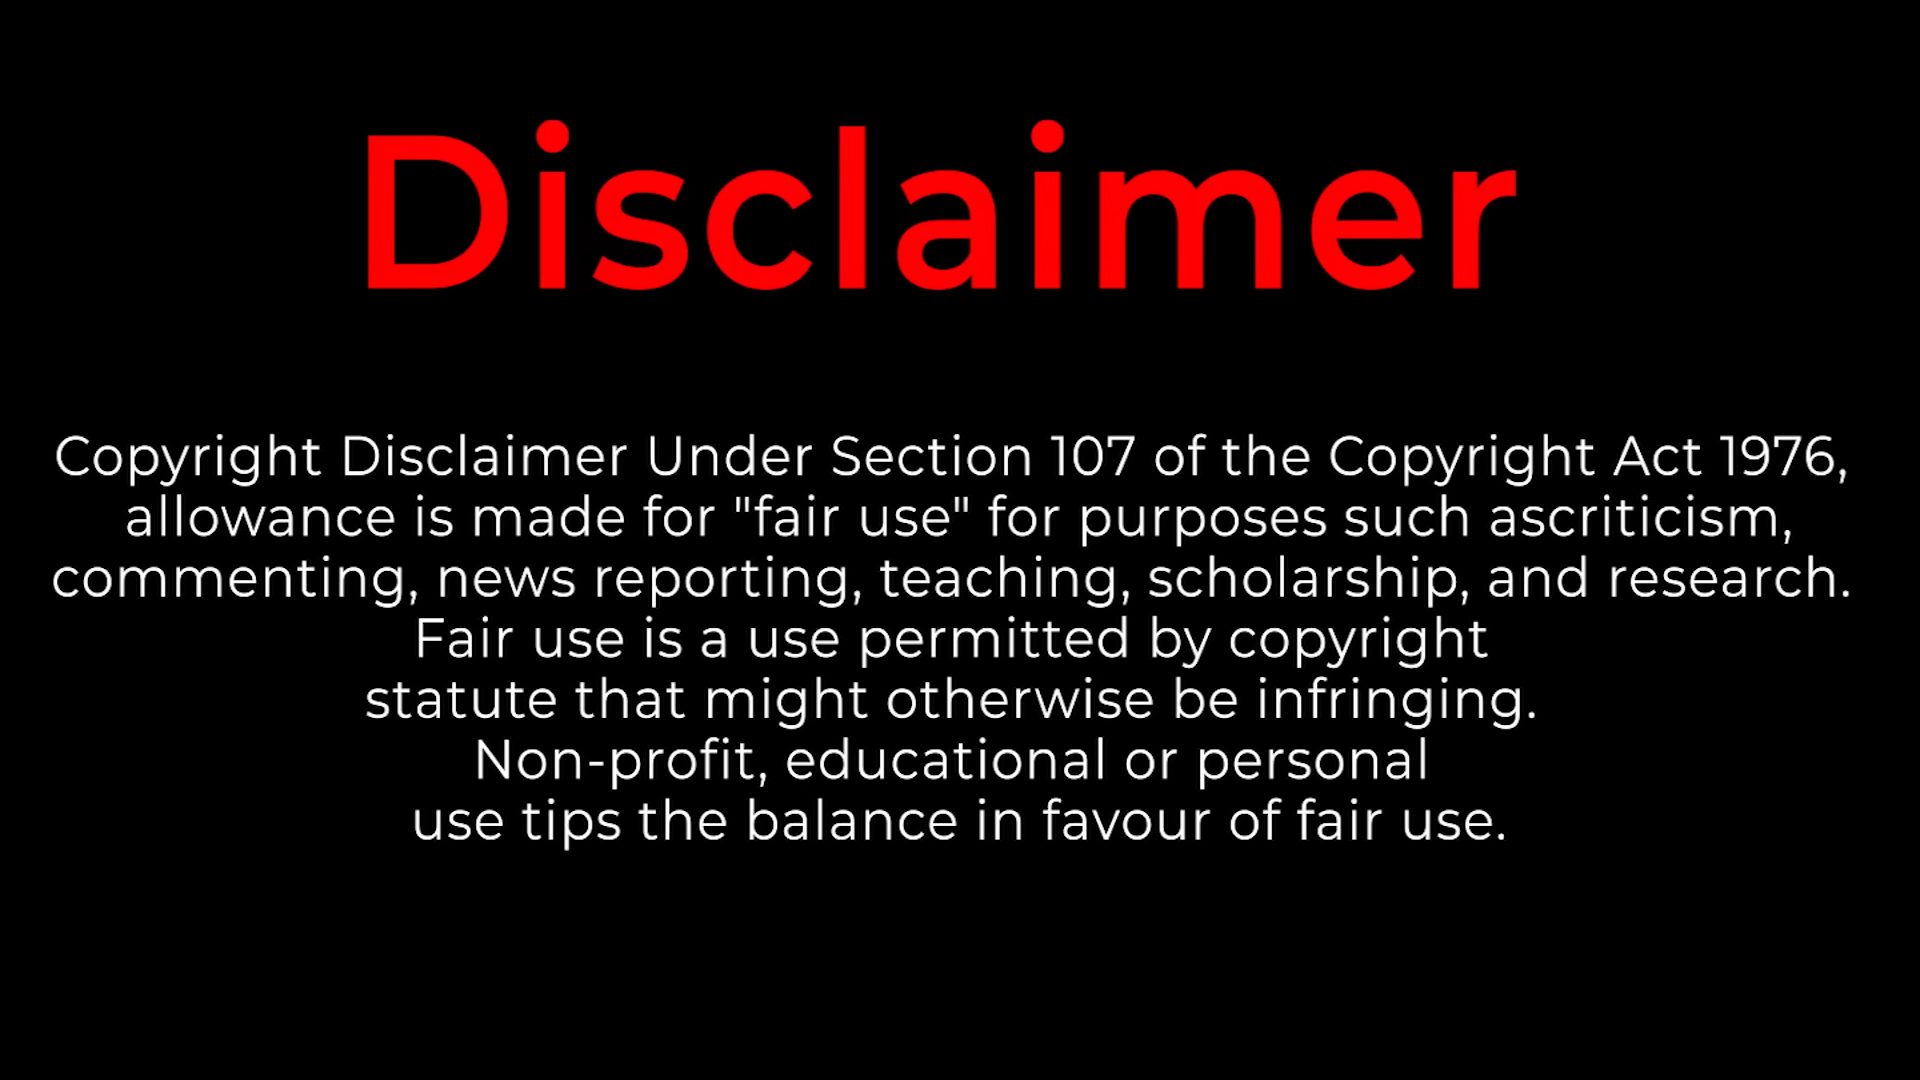 Disclaimer
Copyright Disclaimer Under Section 107 of the Copyright Act 1976,
allowance is made for "fair use" for purposes such ascriticism,
commenting, news reporting, teaching, scholarship, and research.
Fair use is a use permitted by copyright
statute that might otherwise be infringing.
Non-profit, educational or personal
use tips the balance in favour of fair use.